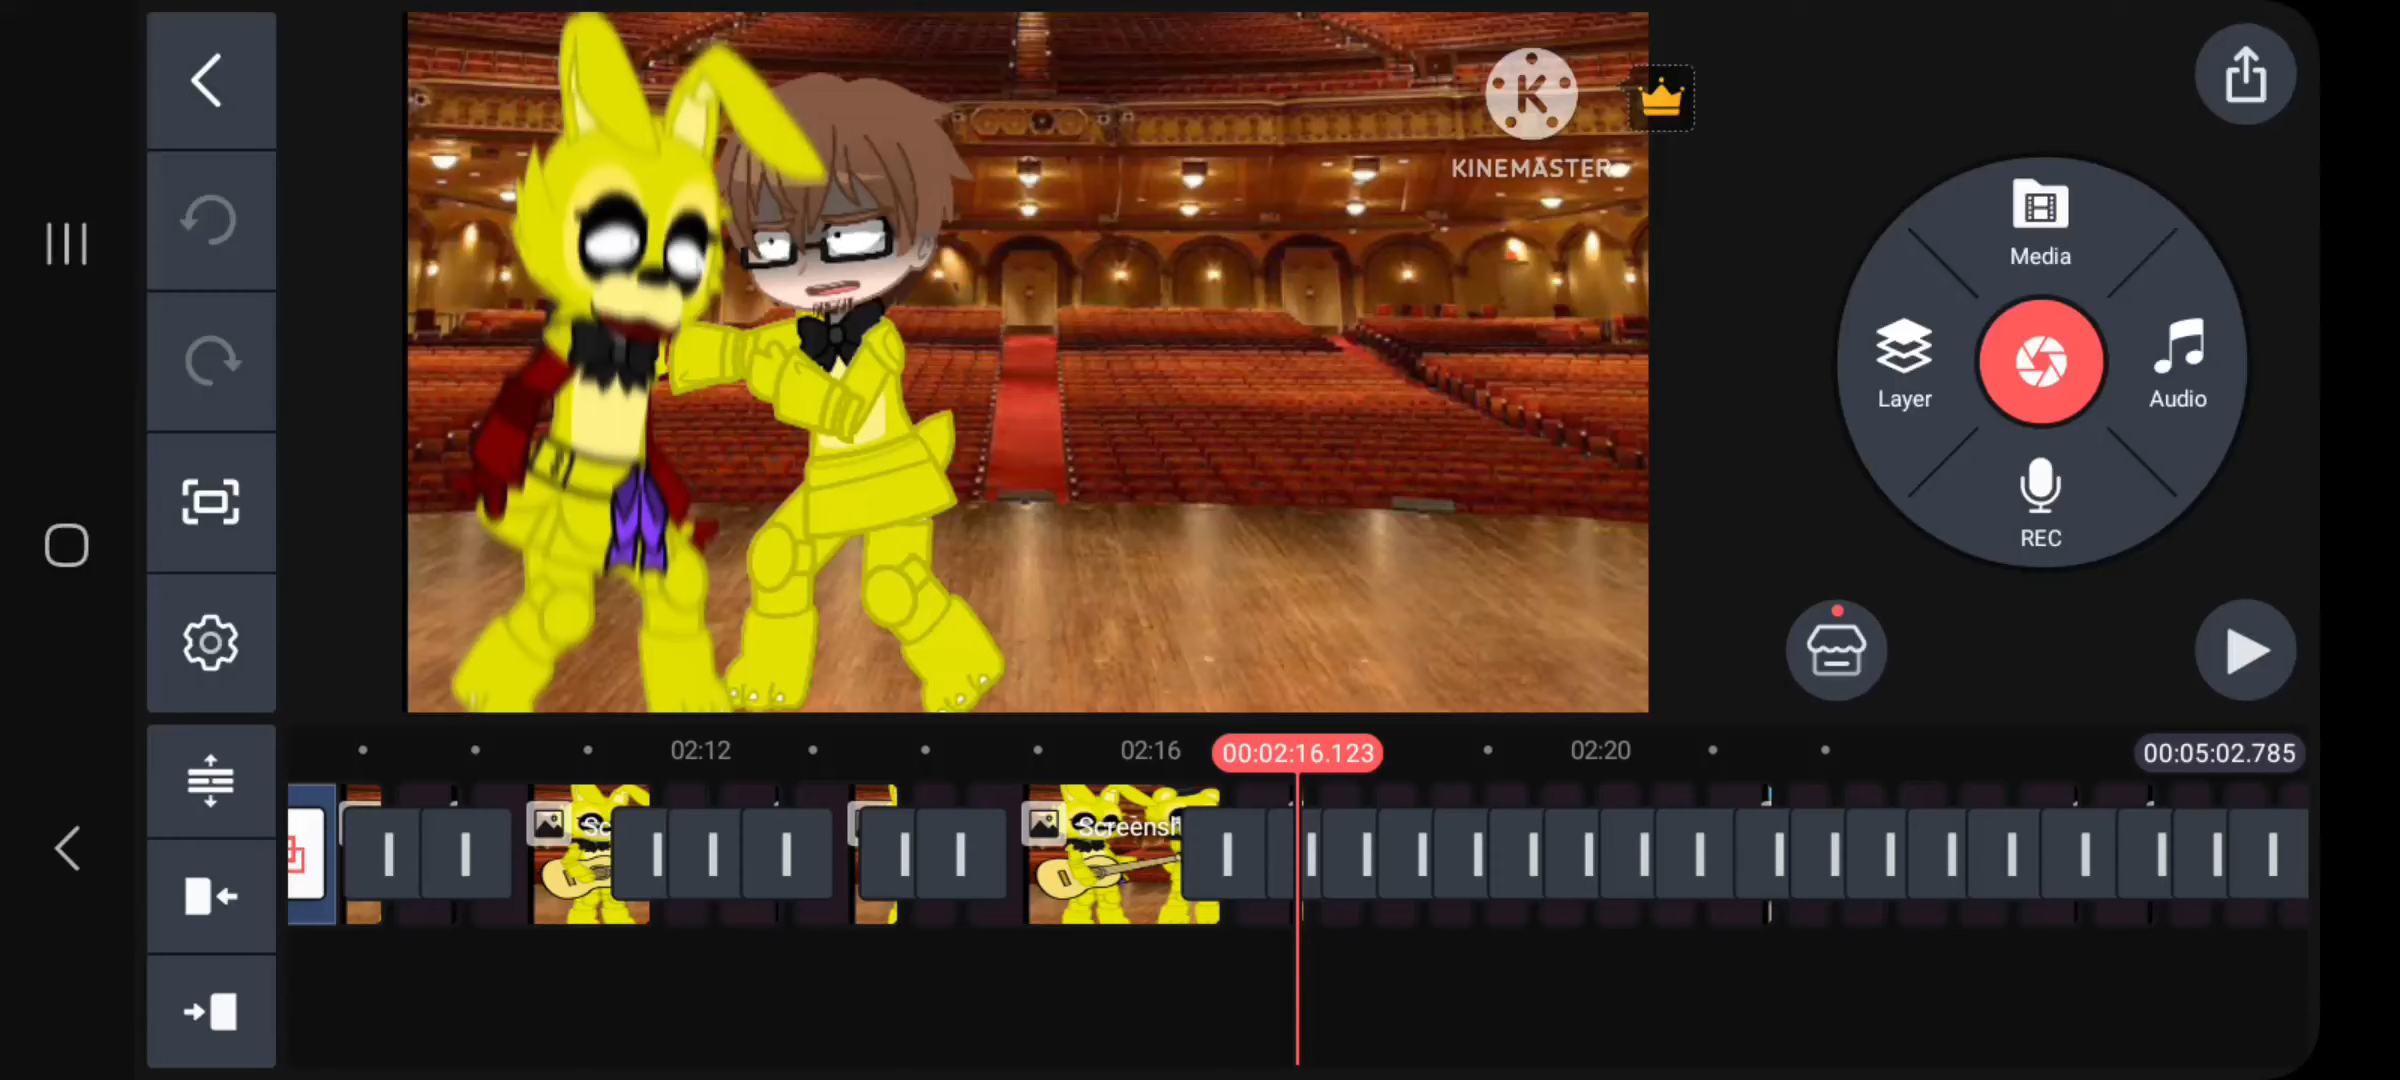 K
KINEMASTER
Media
Layer
Audio
REC
02:12
02:16
00:02:16.123
02:20
00:05:02.785
Sc
Screensh